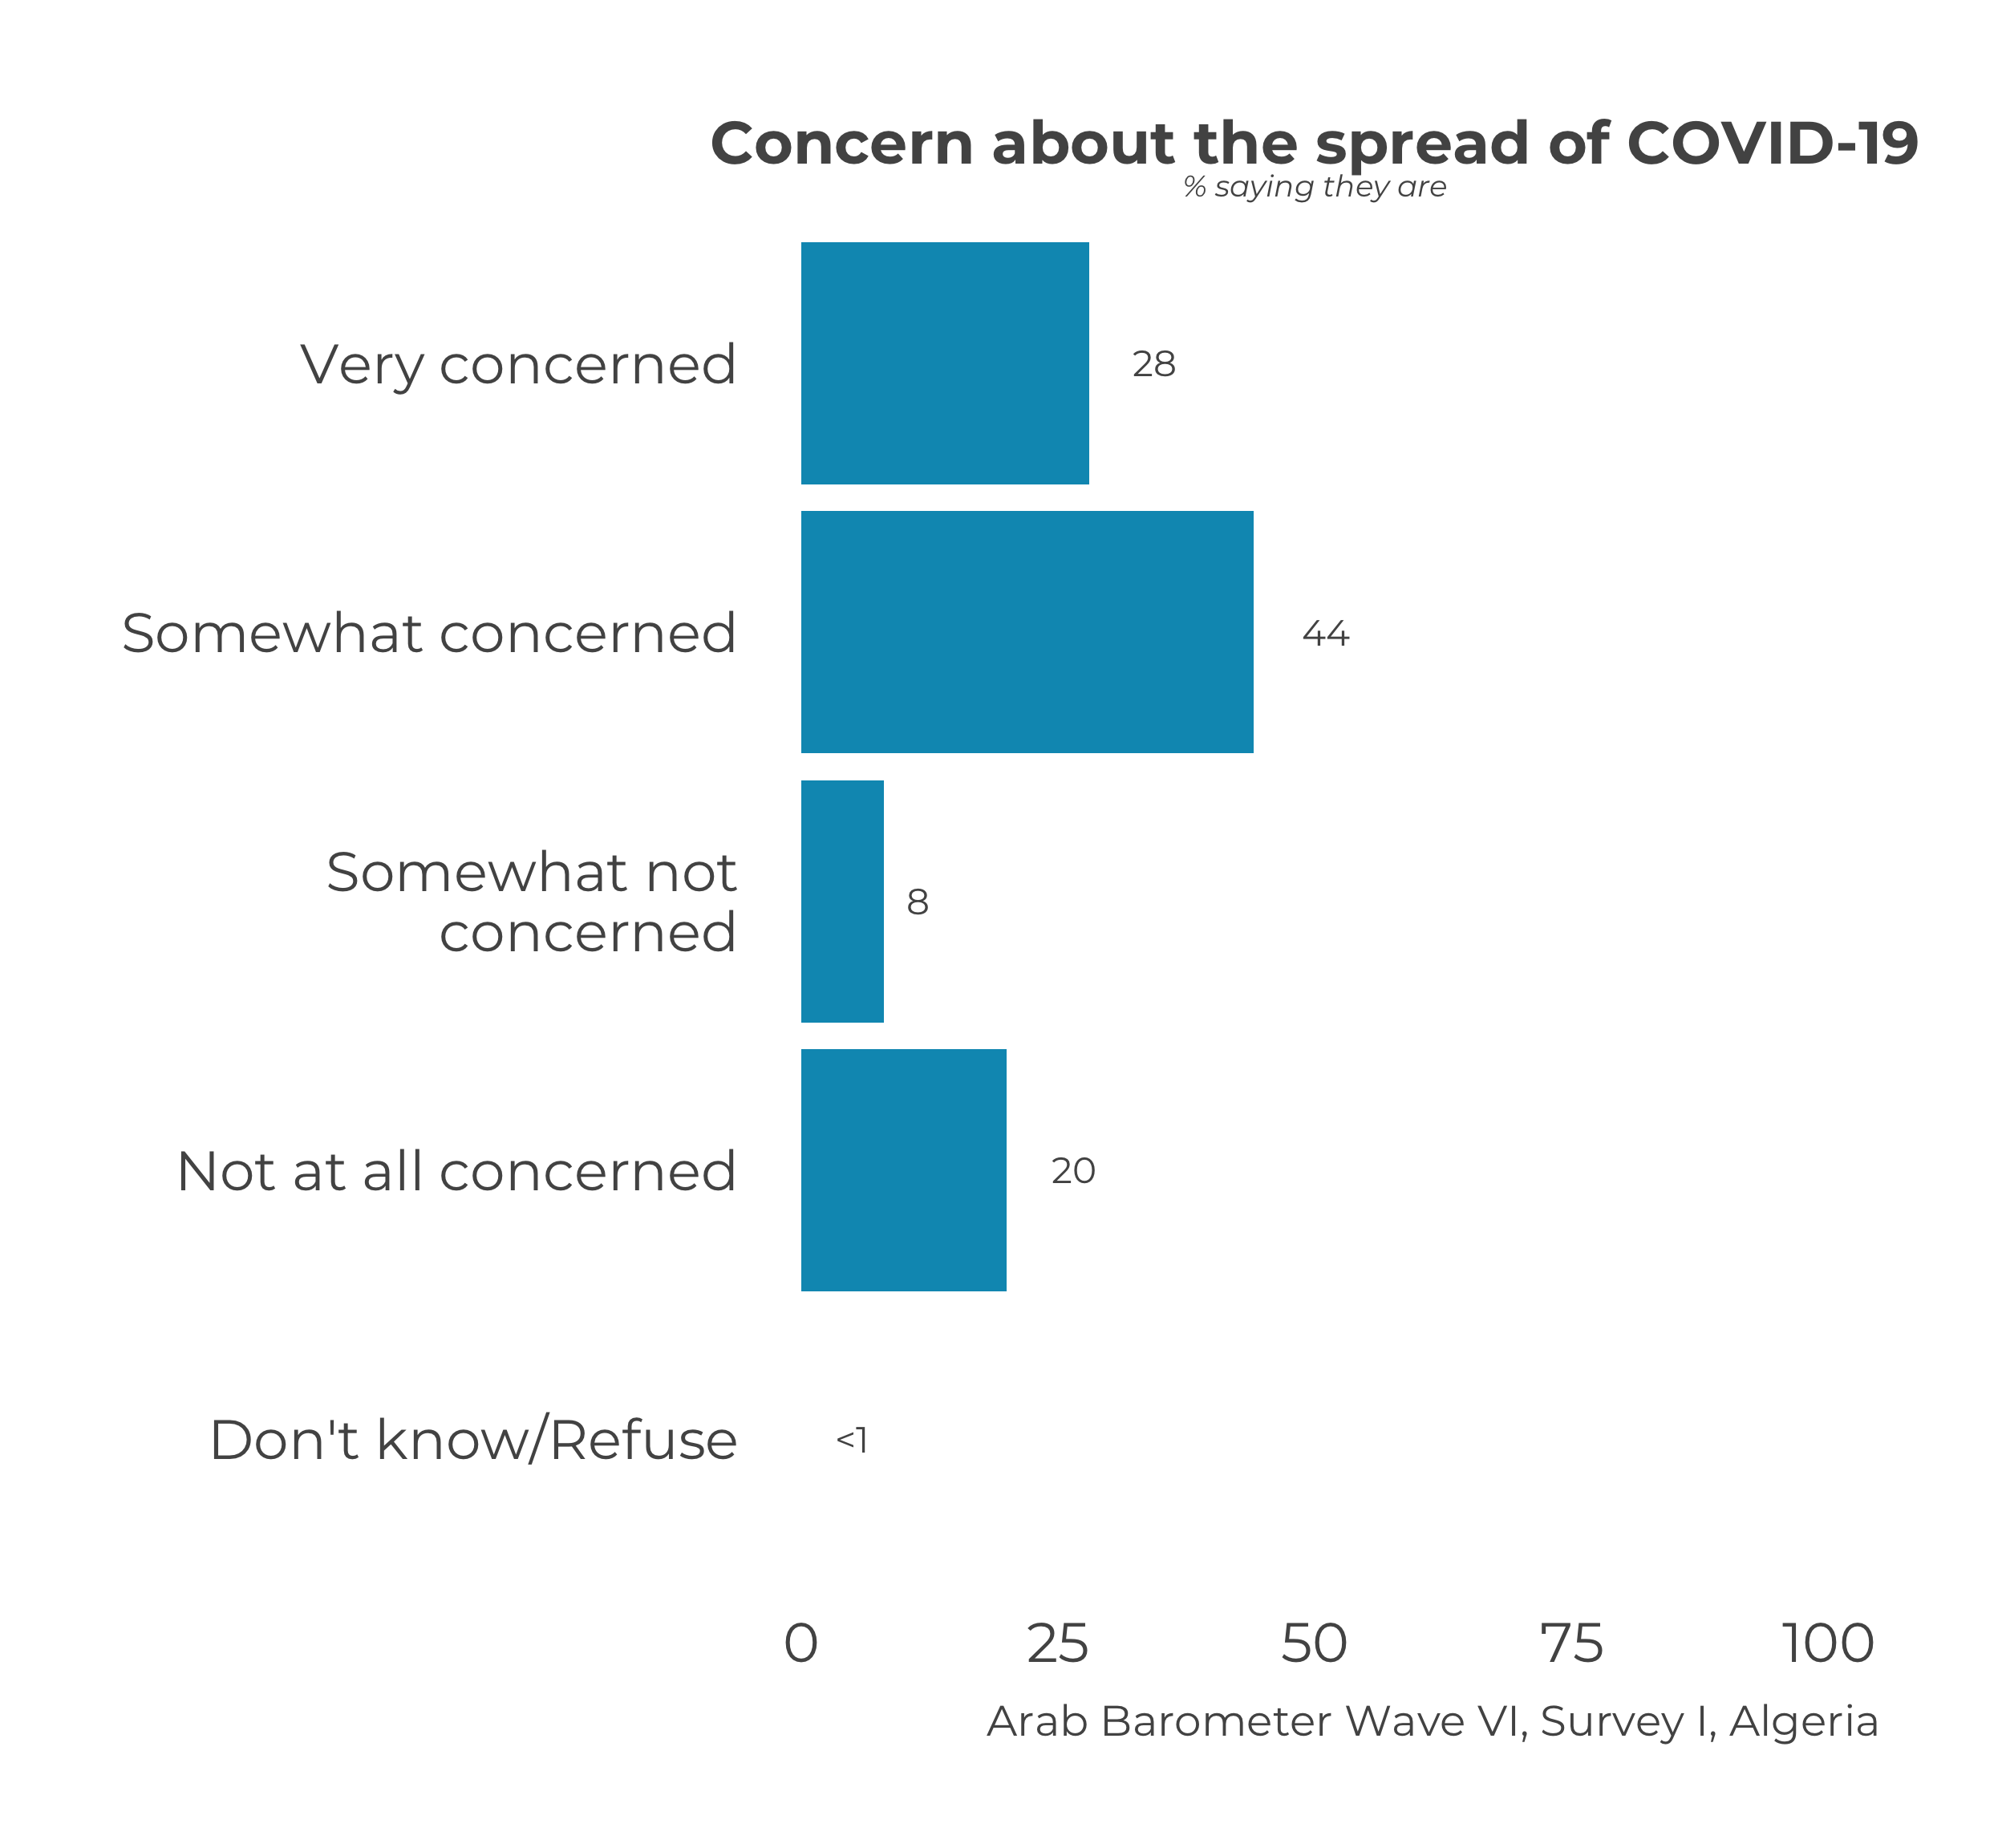 Concern about the spread of COVID-19
% saying they are
Very concerned
28
Somewhat concerned
44
Somewhat not
concerned
8
Not at all concerned
20
Don't know/Refuse
<1
0 25 50 75 100
Arab Barometer Wave VI, Survey I, Algeria